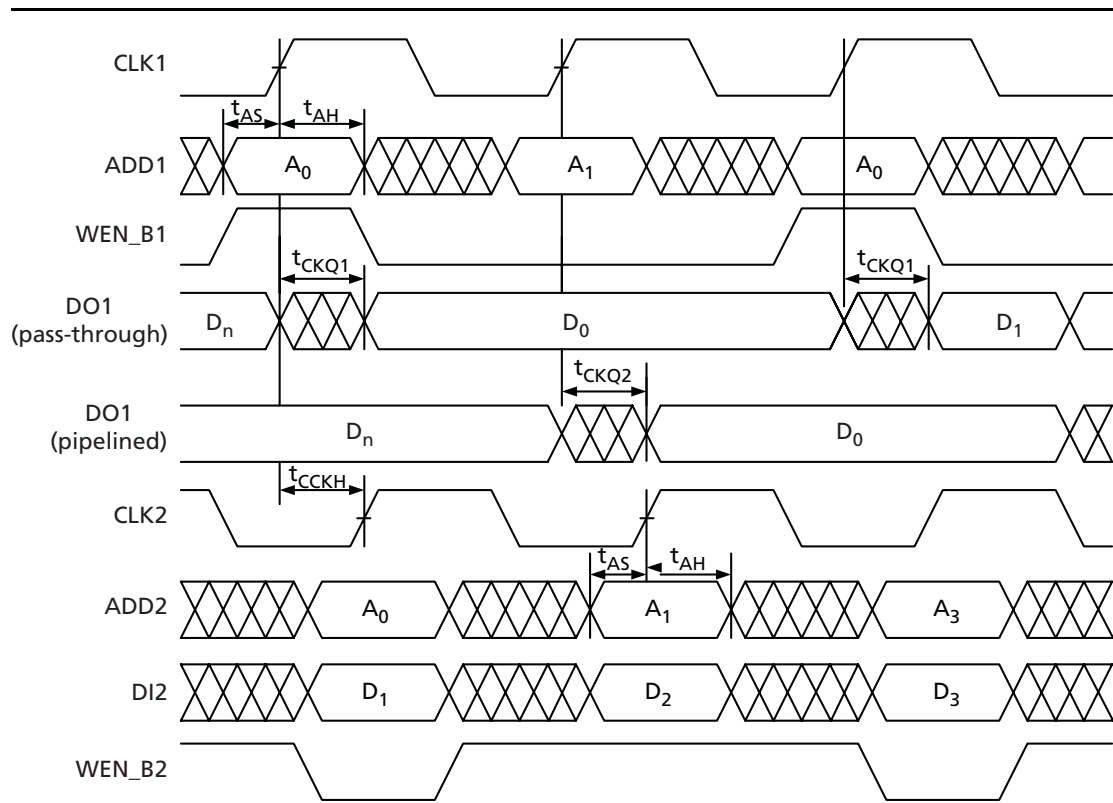 CLK1
t_AS t_AH
ADD1 A_0 A_1 A_0
WEN_B1
t_CKQ1 t_CKQ1
DO1
(pass-through) D_n D_0 D_1
t_CKQ2
DO1
(pipelined) D_n D_0
t_CCKH
CLK2
t_AS t_AH
ADD2 A_0 A_1 A_3
DI2 D_1 D_2 D_3
WEN_B2